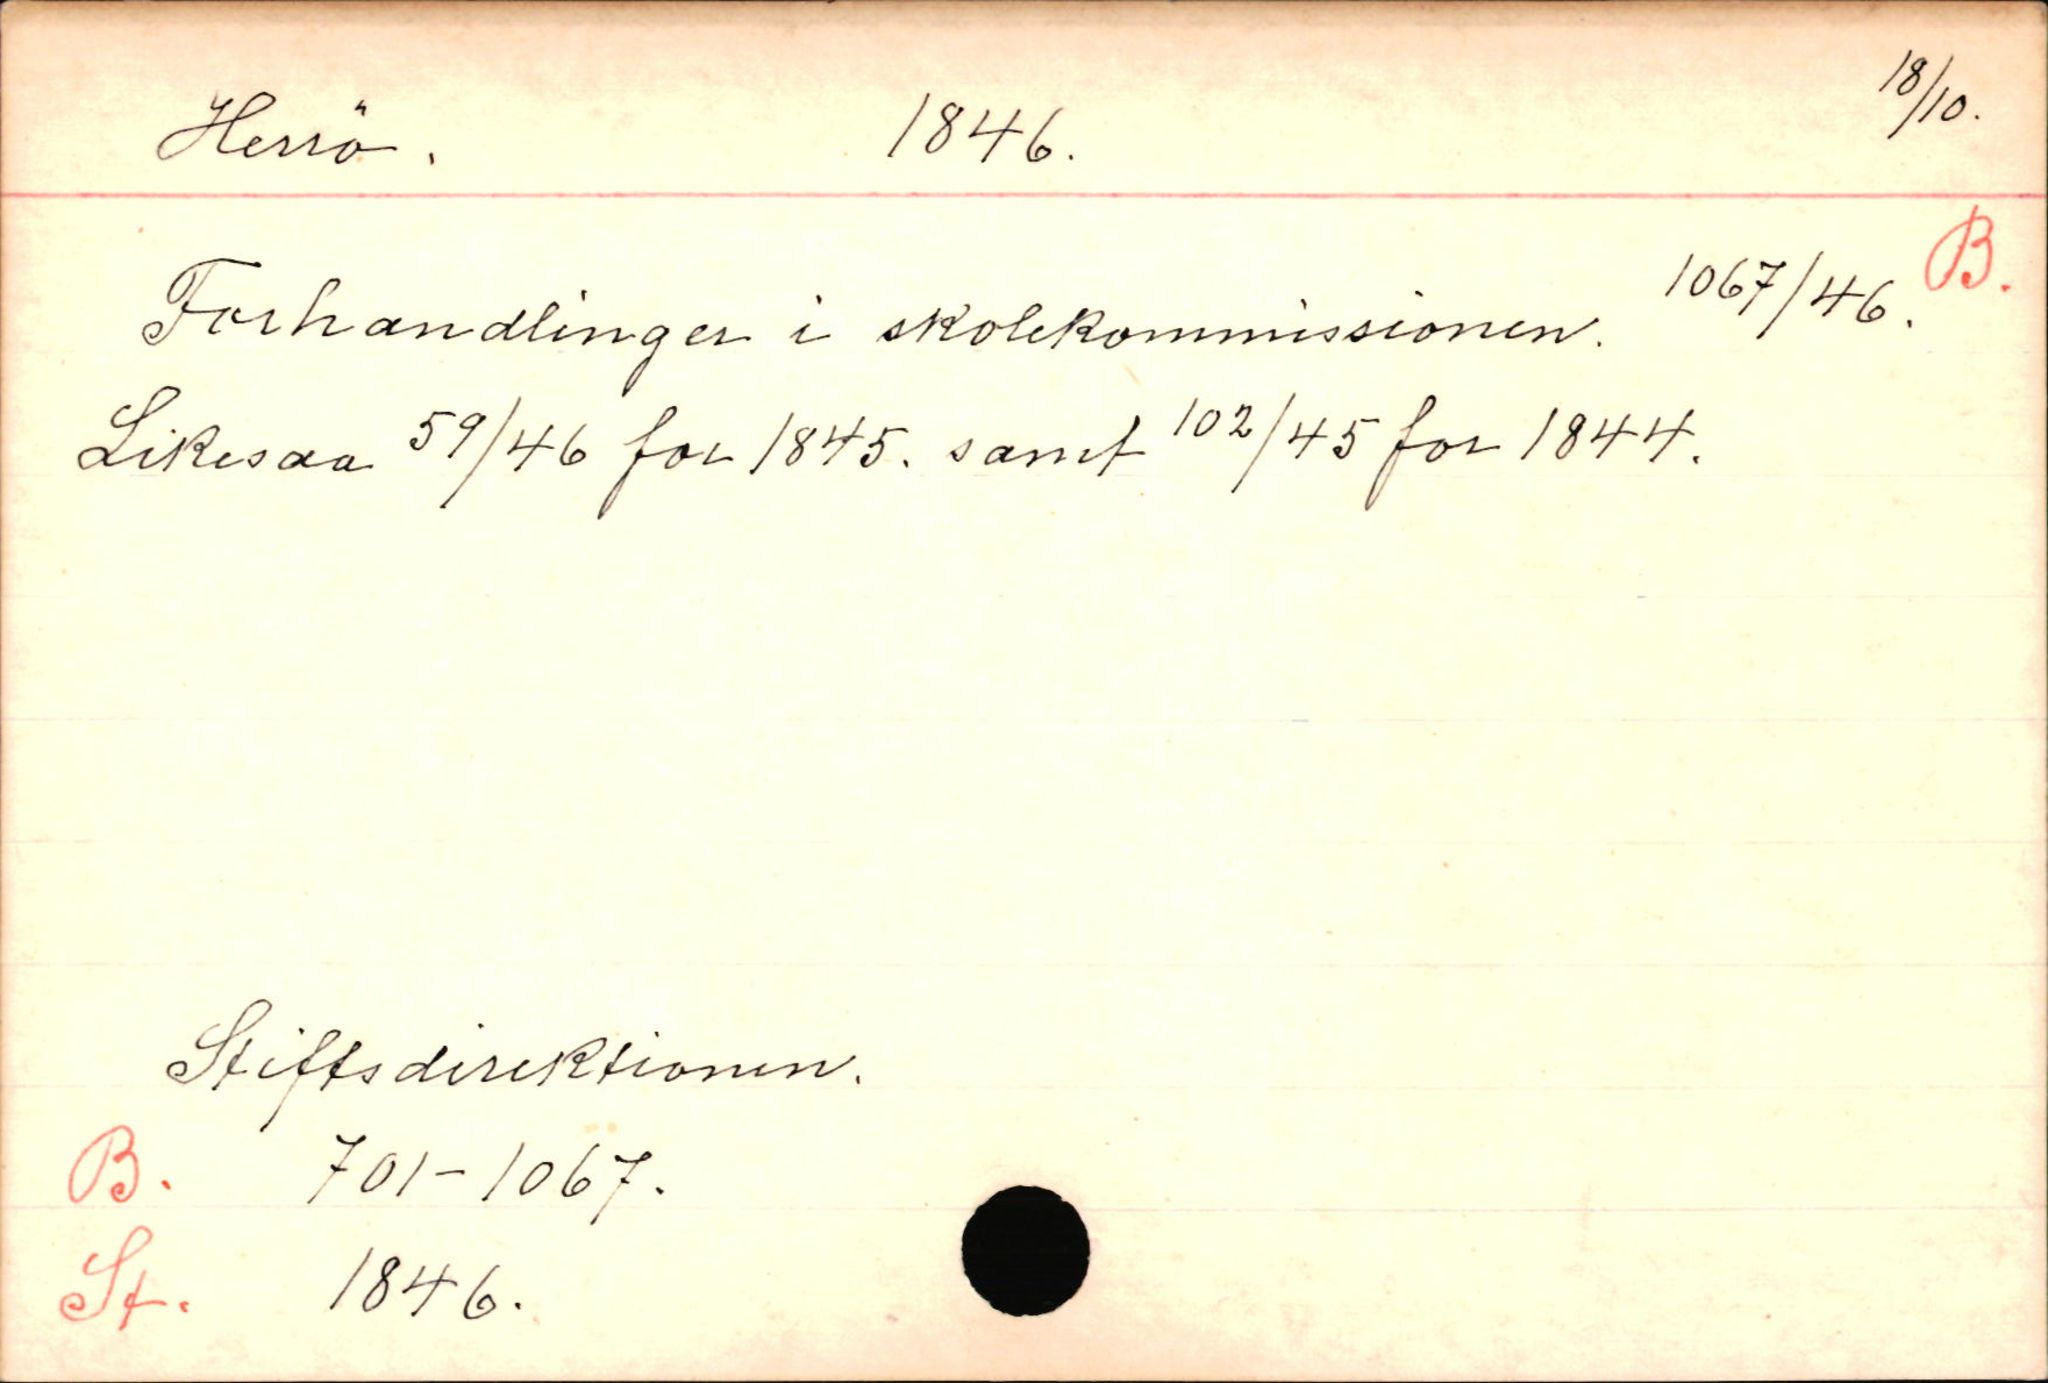 Herrö. 1846. 18/10.
Forhandlinger i skolekommissionen. 1067/46. B.
Likesaa 59/46 for 1845. samt 102/45 for 1844.
Stiftsdirektionen.
B. 701-1067.
St. 1846.